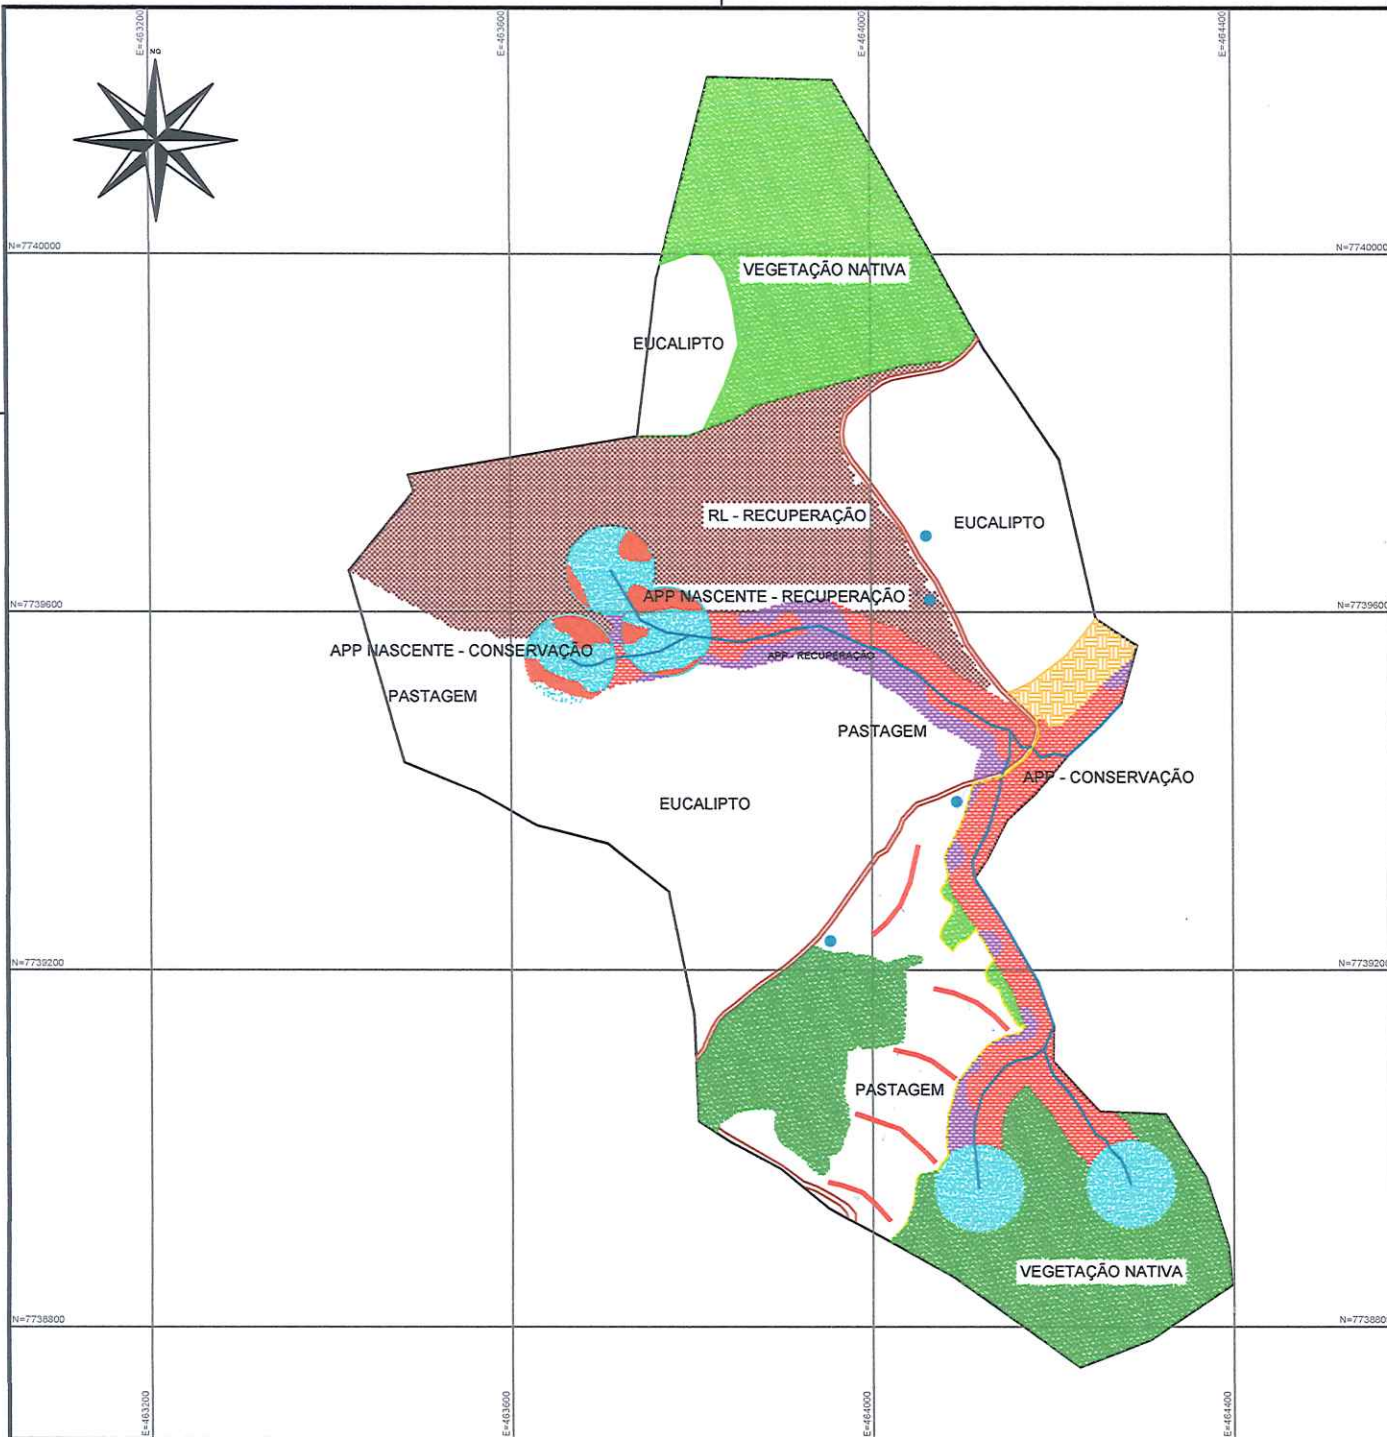 E=463200
E=463600
E=464000
E=464400
NQ
N=7740000
N=7740000
VEGETAÇÃO NATIVA
EUCALIPTO
RL - RECUPERAÇÃO
EUCALIPTO
APP NASCENTE - RECUPERAÇÃO
N=7739600
N=7739600
APP NASCENTE - CONSERVAÇÃO
APP - RECUPERAÇÃO
PASTAGEM
PASTAGEM
APP - CONSERVAÇÃO
EUCALIPTO
N=7739200
N=7739200
PASTAGEM
VEGETAÇÃO NATIVA
N=7738800
N=773880
E=463200
E=463600
E=464000
E=464400